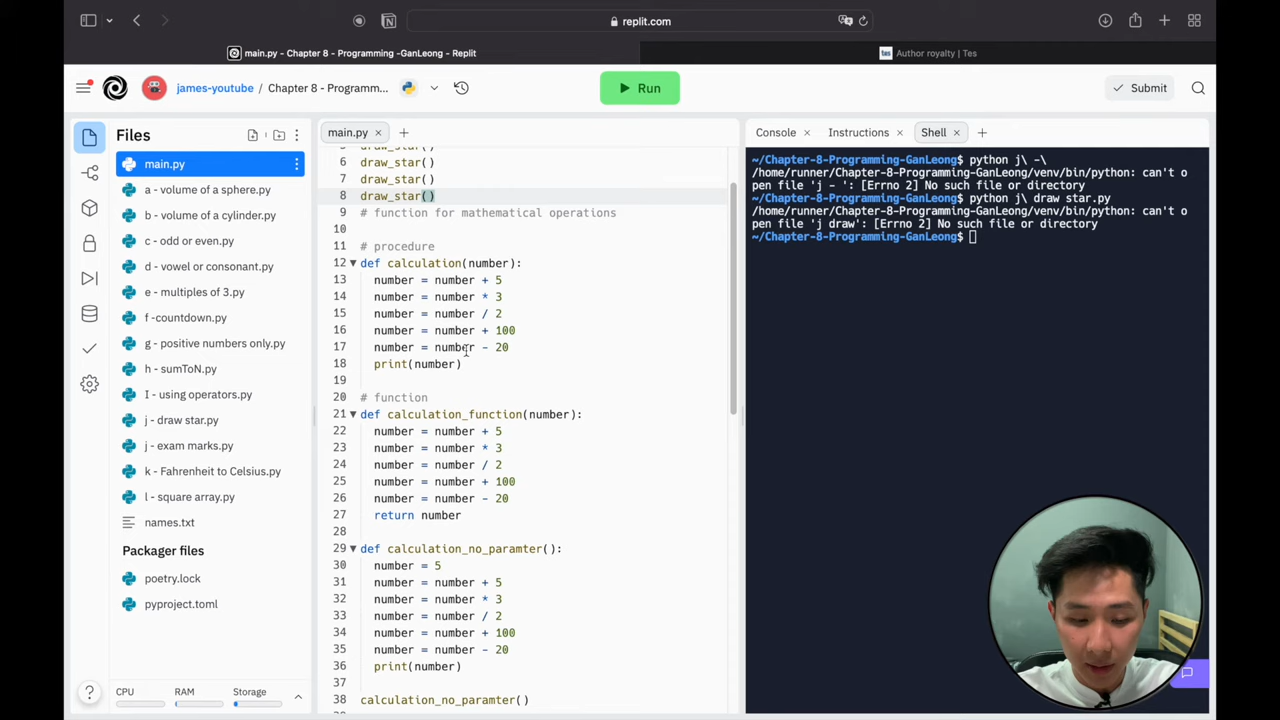 replit.com
main.py - Chapter 8 - Programming -GanLeong - Replit
tes Author royalty | Tes
james-youtube / Chapter 8 - Programm...
Run
Submit
Files
main.py
a - volume of a sphere.py
b - volume of a cylinder.py
c - odd or even.py
d - vowel or consonant.py
e - multiples of 3.py
f -countdown.py
g - positive numbers only.py
h - sumToN.py
I - using operators.py
j - draw star.py
j - exam marks.py
k - Fahrenheit to Celsius.py
l - square array.py
names.txt
Packager files
poetry.lock
pyproject.toml
CPU RAM Storage
?
main.py
5 draw_star()
6 draw_star()
7 draw_star()
8 draw_star()
9 # function for mathematical operations
10
11 # procedure
12 def calculation(number):
13 number = number + 5
14 number = number * 3
15 number = number / 2
16 number = number + 100
17 number = number - 20
18 print(number)
19
20 # function
21 def calculation_function(number):
22 number = number + 5
23 number = number * 3
24 number = number / 2
25 number = number + 100
26 number = number - 20
27 return number
28
29 def calculation_no_paramter():
30 number = 5
31 number = number + 5
32 number = number * 3
33 number = number / 2
34 number = number + 100
35 number = number - 20
36 print(number)
37
38 calculation_no_paramter()
Console Instructions Shell
~/Chapter-8-Programming-GanLeong$ python j\ -\
/home/runner/Chapter-8-Programming-GanLeong/venv/bin/python: can't o
pen file 'j - ': [Errno 2] No such file or directory
~/Chapter-8-Programming-GanLeong$ python j\ draw star.py
/home/runner/Chapter-8-Programming-GanLeong/venv/bin/python: can't o
pen file 'j draw': [Errno 2] No such file or directory
~/Chapter-8-Programming-GanLeong$